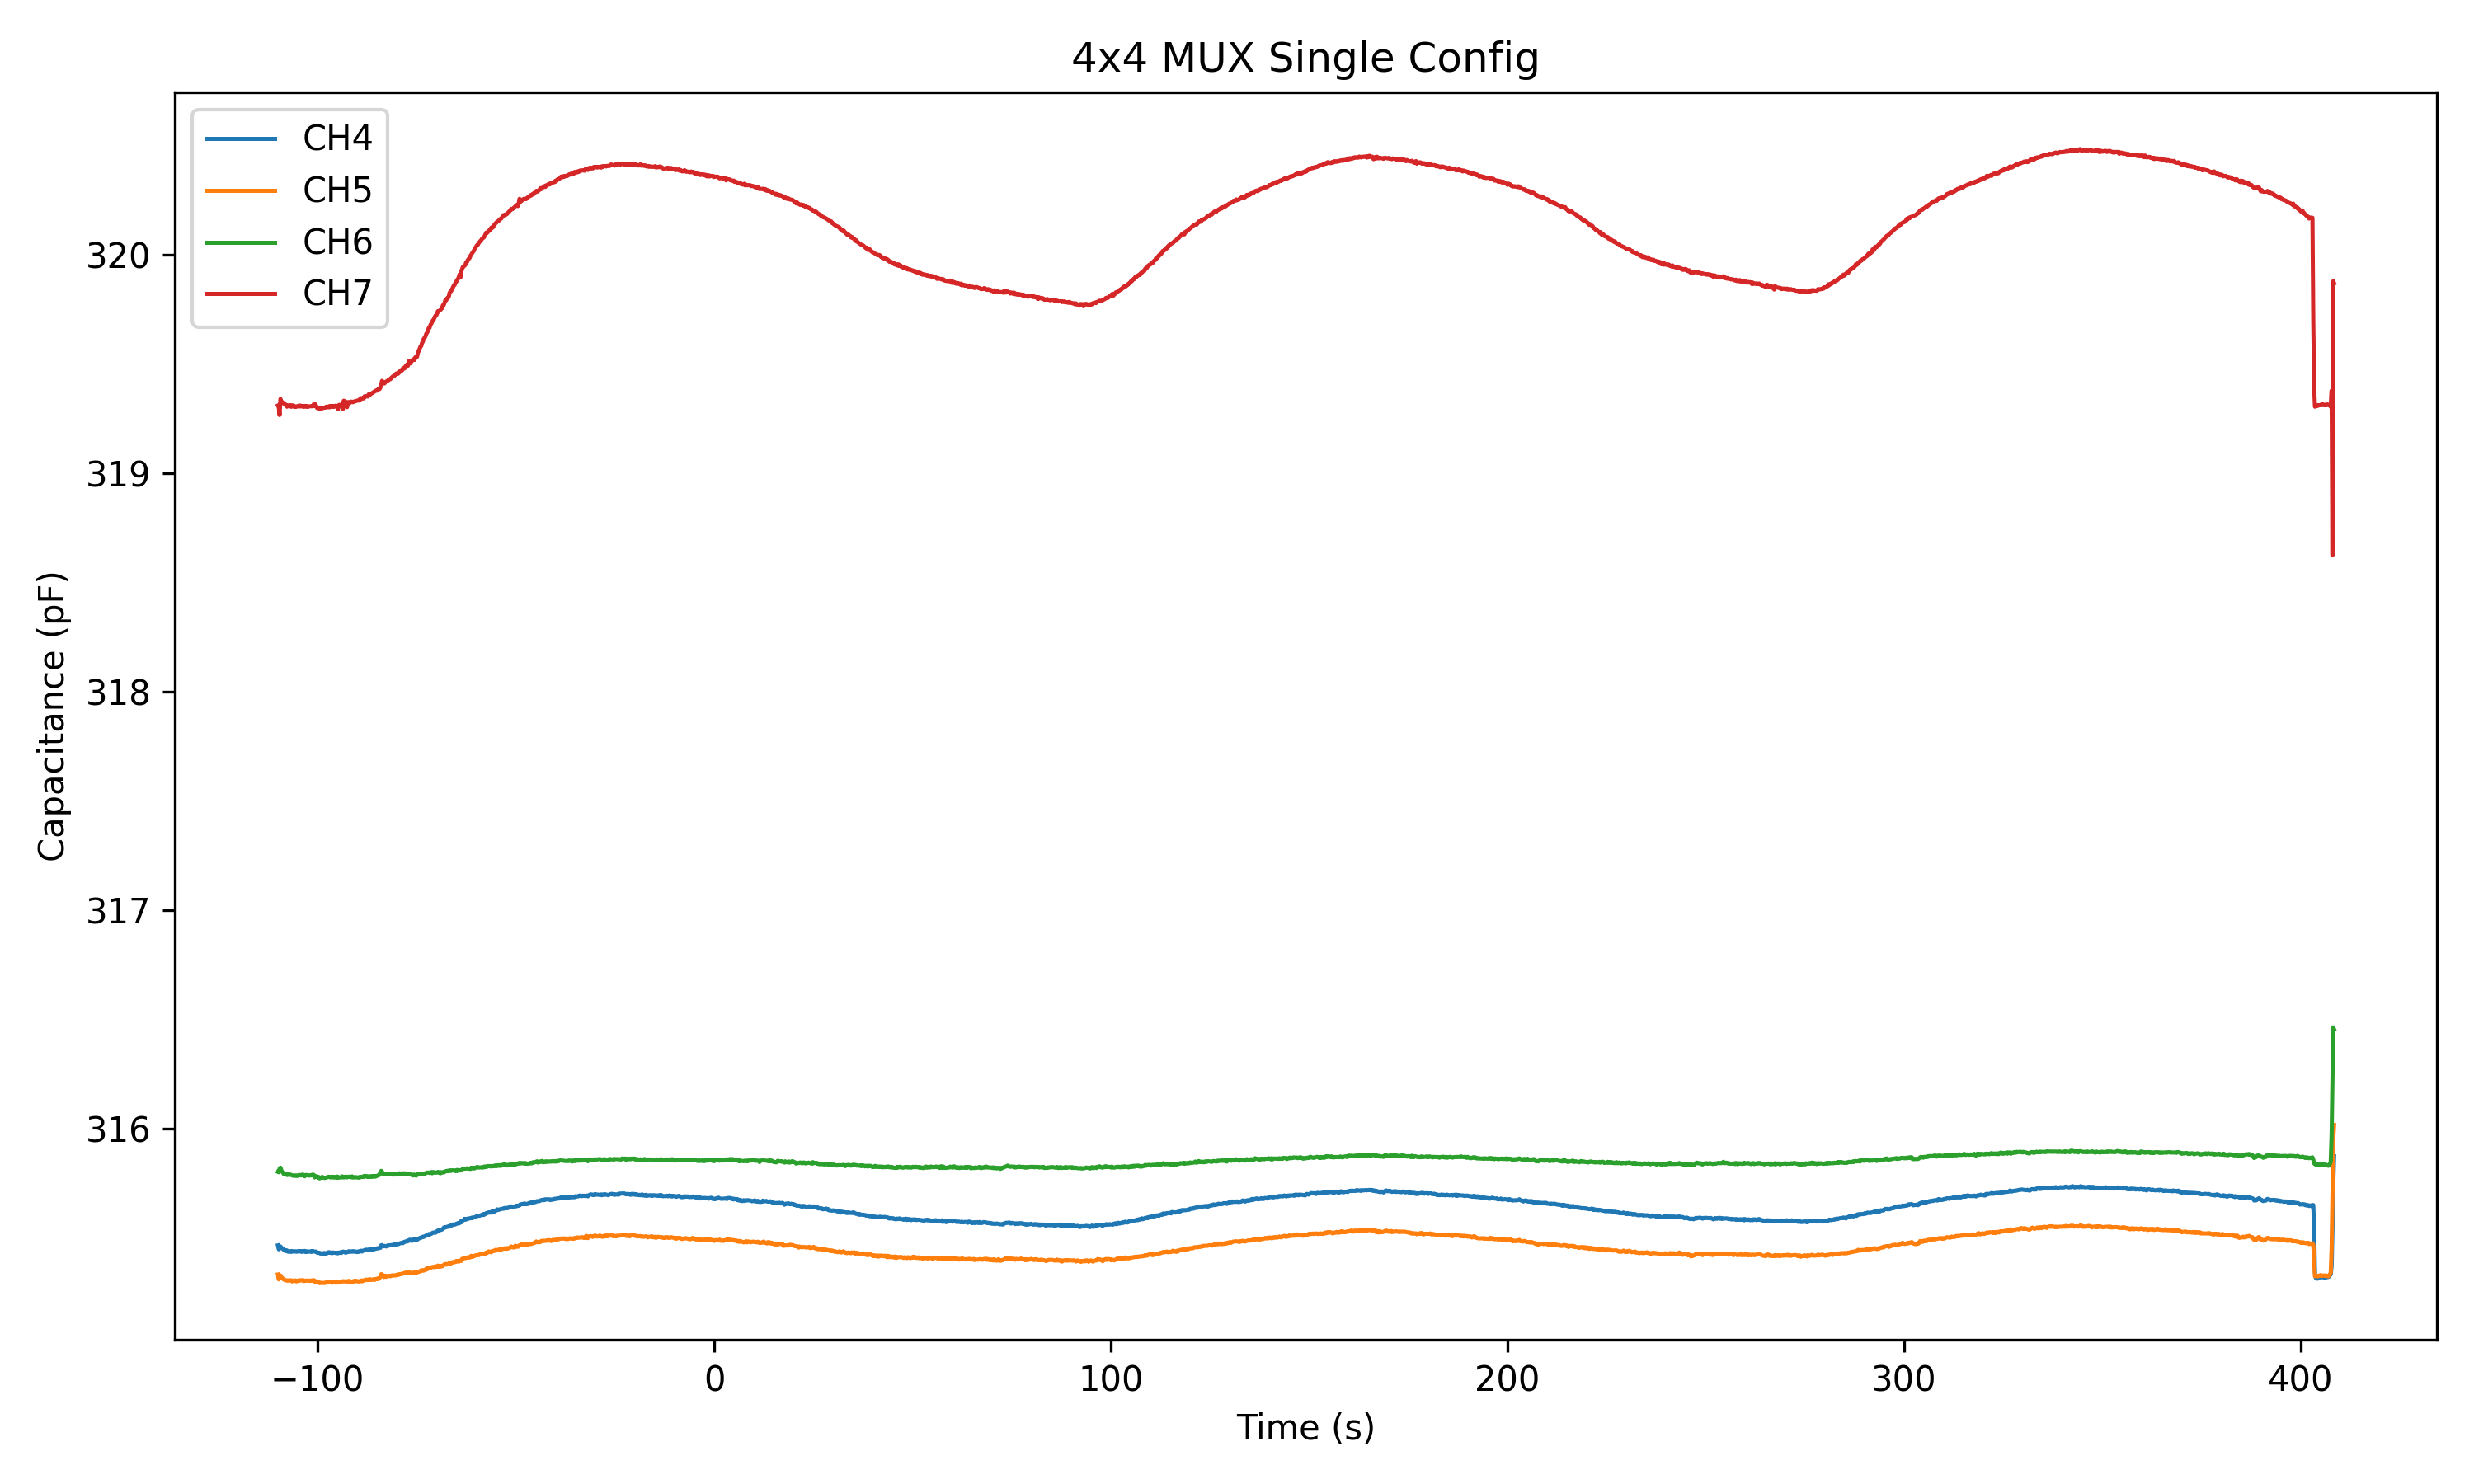 4x4 MUX Single Config
CH4
CH5
CH6
CH7
320
319
318
317
316
Capacitance (pF)
−100 0 100 200 300 400
Time (s)